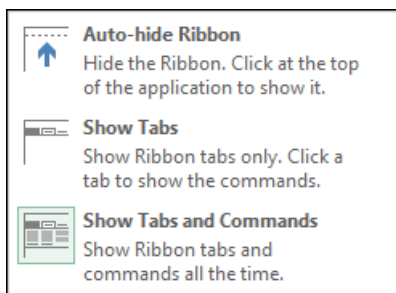 Auto-hide Ribbon
Hide the Ribbon. Click at the top
of the application to show it.
Show Tabs
Show Ribbon tabs only. Click a
tab to show the commands.
Show Tabs and Commands
Show Ribbon tabs and
commands all the time.